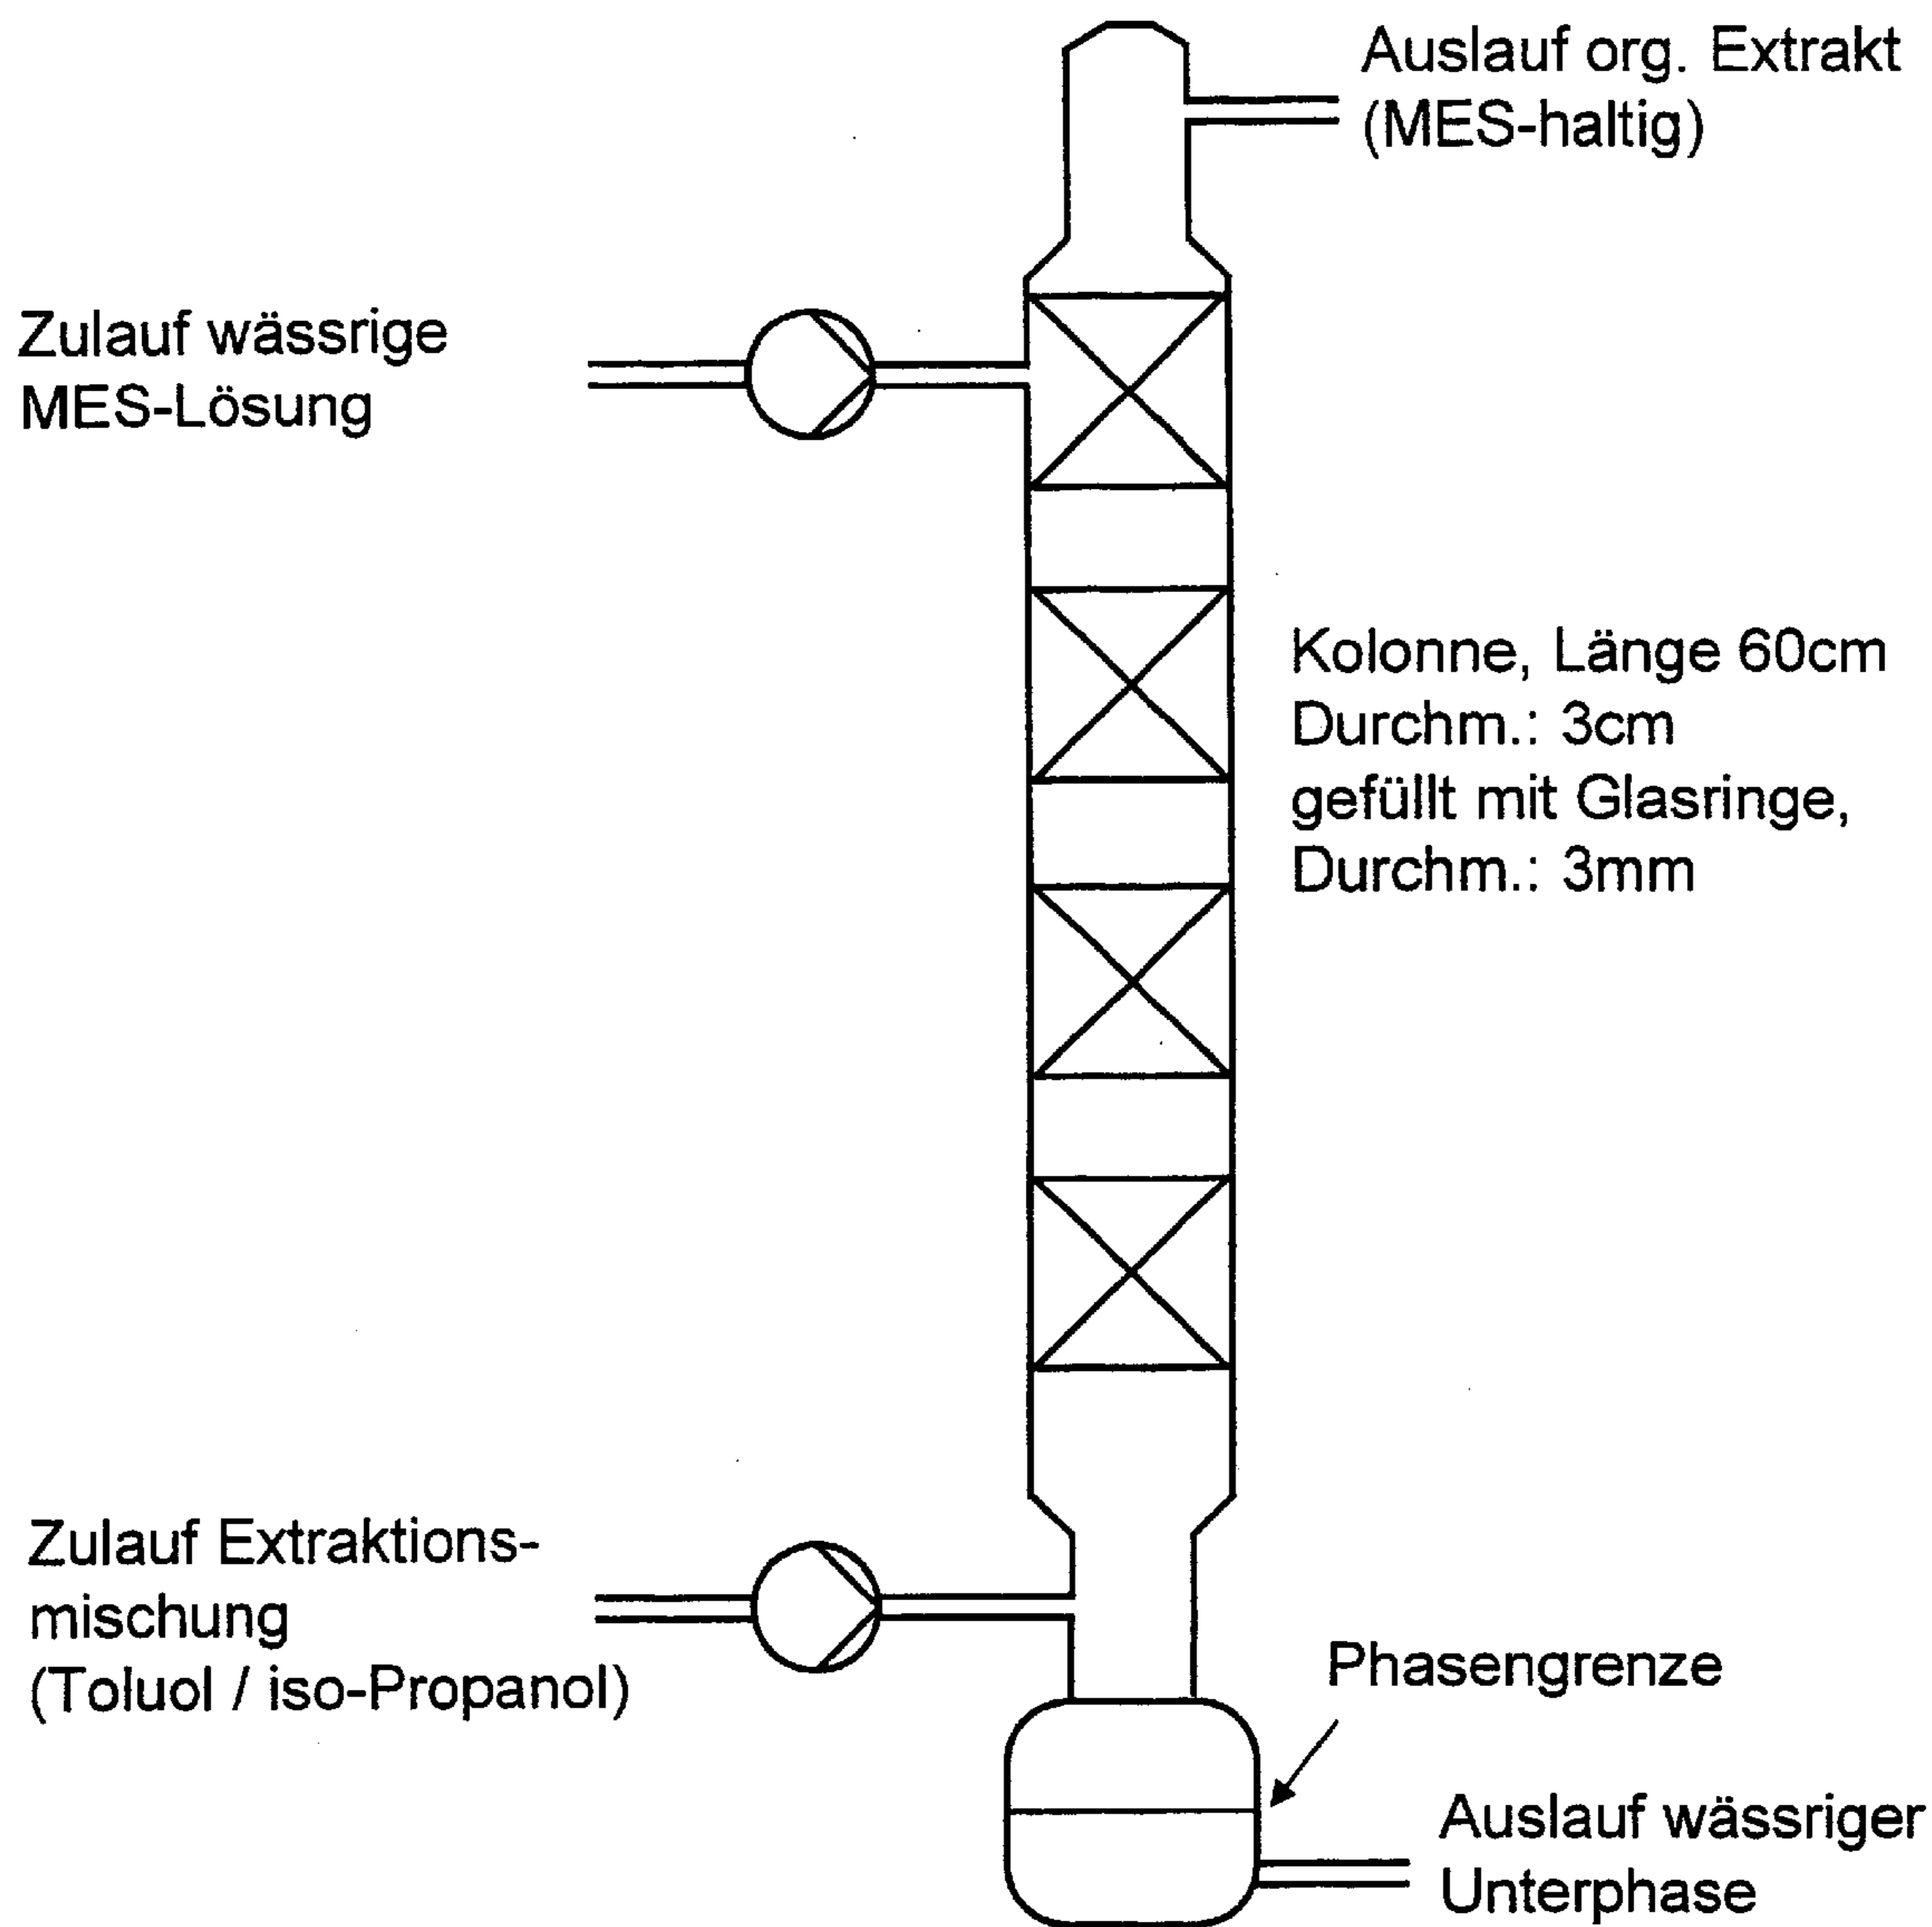 Auslauf org. Extrakt
(MES-haltig)
Zulauf wässrige
MES-Lösung
Kolonne, Länge 60cm
Durchm.: 3cm
gefüllt mit Glasringe,
Durchm.: 3mm
Zulauf Extraktions-
mischung
(Toluol / iso-Propanol)
Phasengrenze
Auslauf wässriger
Unterphase